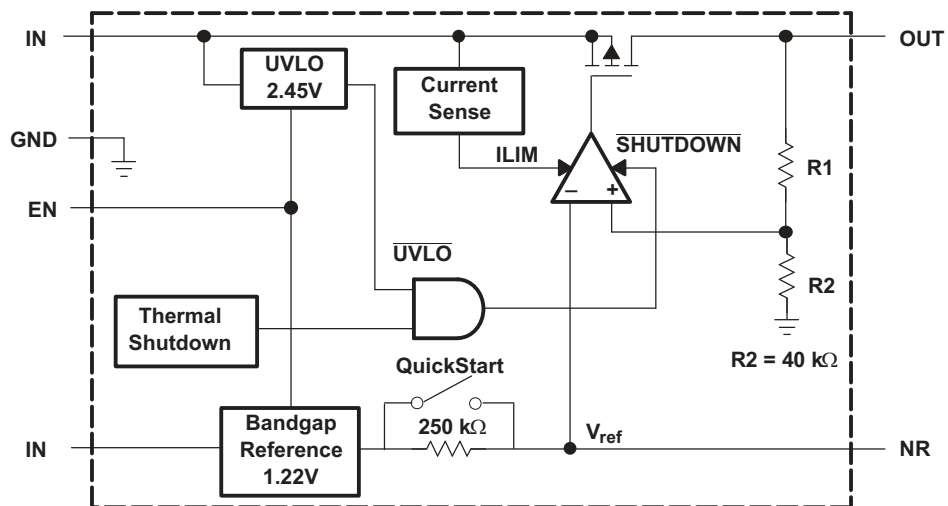 IN
OUT
UVLO
2.45V
Current
Sense
GND
SHUTDOWN
ILIM
R1
– +
EN
UVLO
R2
Thermal
Shutdown
R2 = 40 kΩ
QuickStart
Bandgap
Reference
1.22V
250 kΩ
Vref
IN
NR